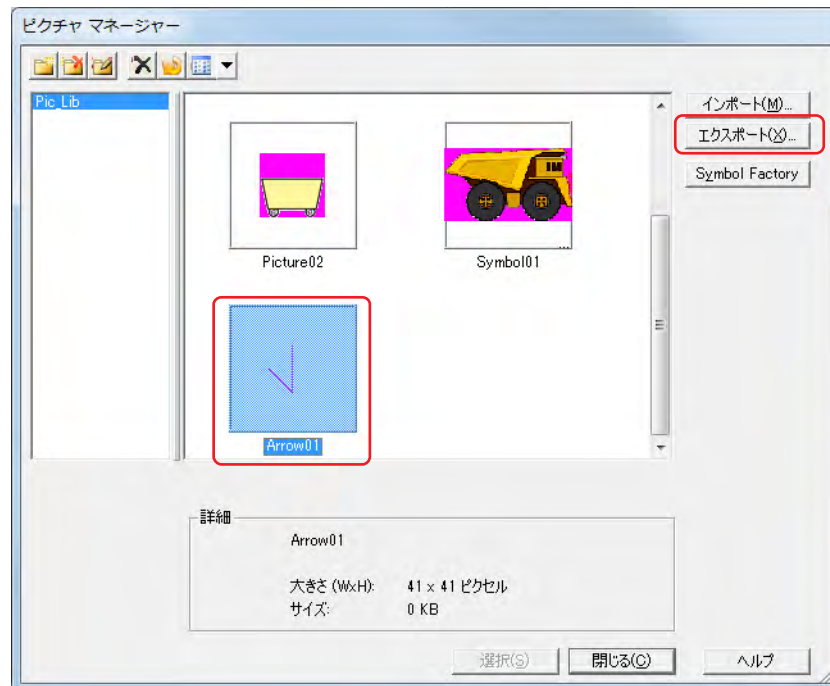 ピクチャ マネージャー
Pic_Lib
インポート(M)...
エクスポート(X)...
Symbol Factory
Picture02
Symbol01
...
Arrow01
詳細
Arrow01
大きさ (WxH): 41 x 41 ピクセル
サイズ: 0 KB
選択(S)
閉じる(C)
ヘルプ